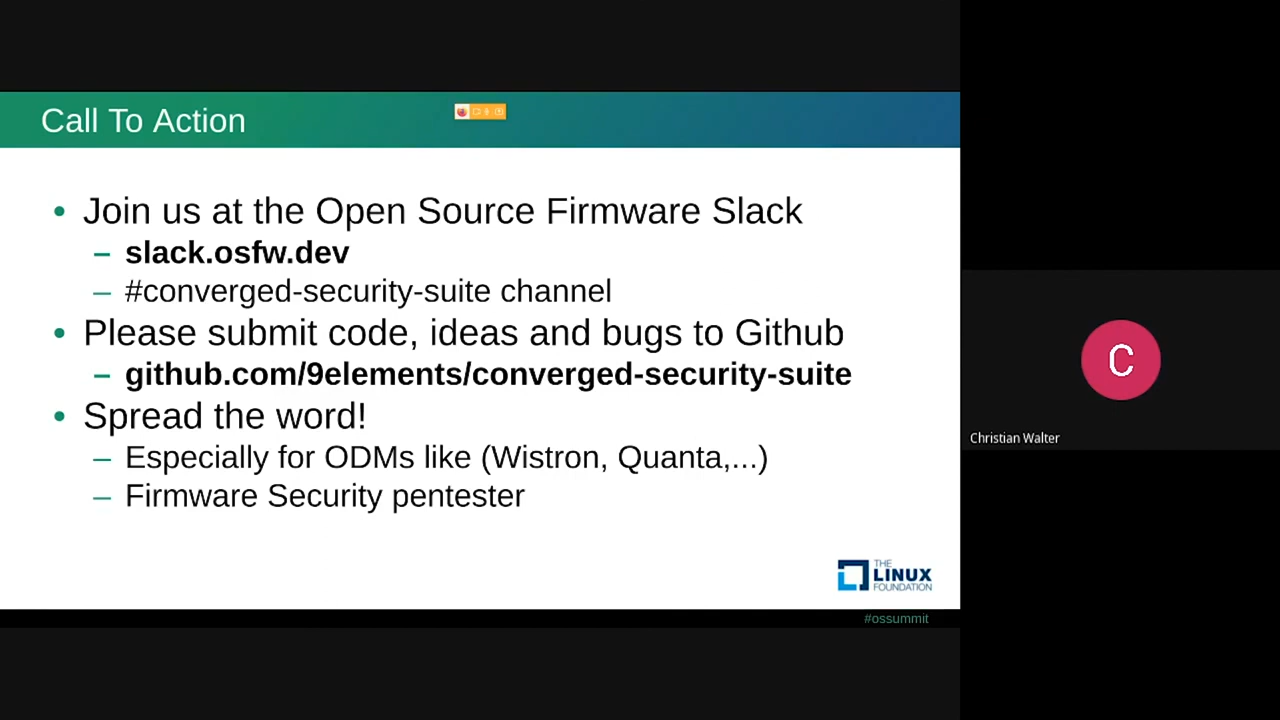 Call To Action
• Join us at the Open Source Firmware Slack
– slack.osfw.dev
– #converged-security-suite channel
• Please submit code, ideas and bugs to Github
– github.com/9elements/converged-security-suite
• Spread the word!
– Especially for ODMs like (Wistron, Quanta,...)
– Firmware Security pentester
THE
LINUX
FOUNDATION
#ossummit
C
Christian Walter